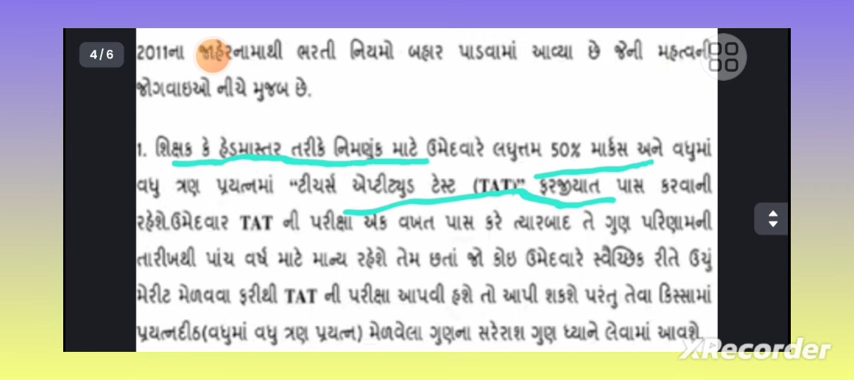 4/6
2011ના જાહેરનામાથી ભરતી નિયમો બહાર પાડવામાં આવ્યા છે જેની મહત્વની
જોગવાઇઓ નીચે મુજબ છે.
1. શિક્ષક કે હેડમાસ્તર તરીકે નિમણુંક માટે ઉમેદવારે લઘુત્તમ 50% માર્કસ અને વધુમાં
વધુ ત્રણ પ્રયત્નમાં "ટીચર્સ એપ્ટીટ્યુડ ટેસ્ટ (TAT)" ફરજીયાત પાસ કરવાની
રહેશે.ઉમેદવાર TAT ની પરીક્ષા એક વખત પાસ કરે ત્યારબાદ તે ગુણ પરિણામની
તારીખથી પાંચ વર્ષ માટે માન્ય રહેશે તેમ છતાં જો કોઇ ઉમેદવારે સ્વૈચ્છિક રીતે ઉચું
મેરીટ મેળવવા ફરીથી TAT ની પરીક્ષા આપવી હશે તો આપી શકશે પરંતુ તેવા કિસ્સામાં
પ્રયત્નદીઠ(વધુમાં વધુ ત્રણ પ્રયત્ન) મેળવેલા ગુણના સરેરાશ ગુણ ધ્યાને લેવામાં આવશે
XRecorder